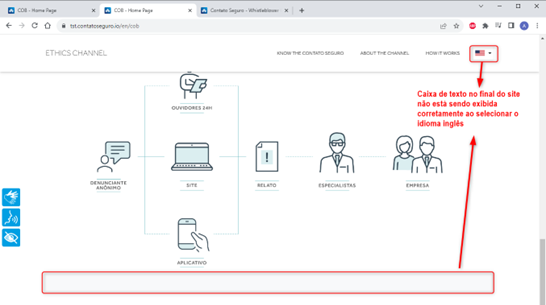 COB - Home Page
COB - Home Page
Contato Seguro - Whistleblower
tst.contatoseguro.io/en/cob
ETHICS CHANNEL
KNOW THE CONTATO SEGURO
ABOUT THE CHANNEL
HOW IT WORKS
Caixa de texto no final do site
não está sendo exibida
corretamente ao selecionar o
idioma inglês
OUVIDORES 24H
DENUNCIANTE
ANÔNIMO
SITE
RELATO
ESPECIALISTAS
EMPRESA
APLICATIVO